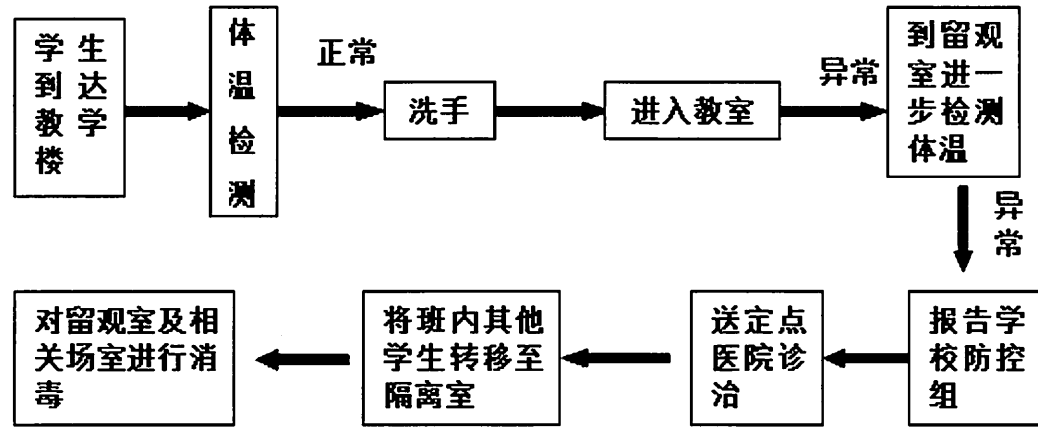 学生
到达
教学
楼
体
温
检
测
正常
洗手
进入教室
异常
到留观
室进一
步检测
体温
异
常
报告学
校防控
组
送定点
医院诊
治
将班内其他
学生转移至
隔离室
对留观室及相
关场室进行消
毒